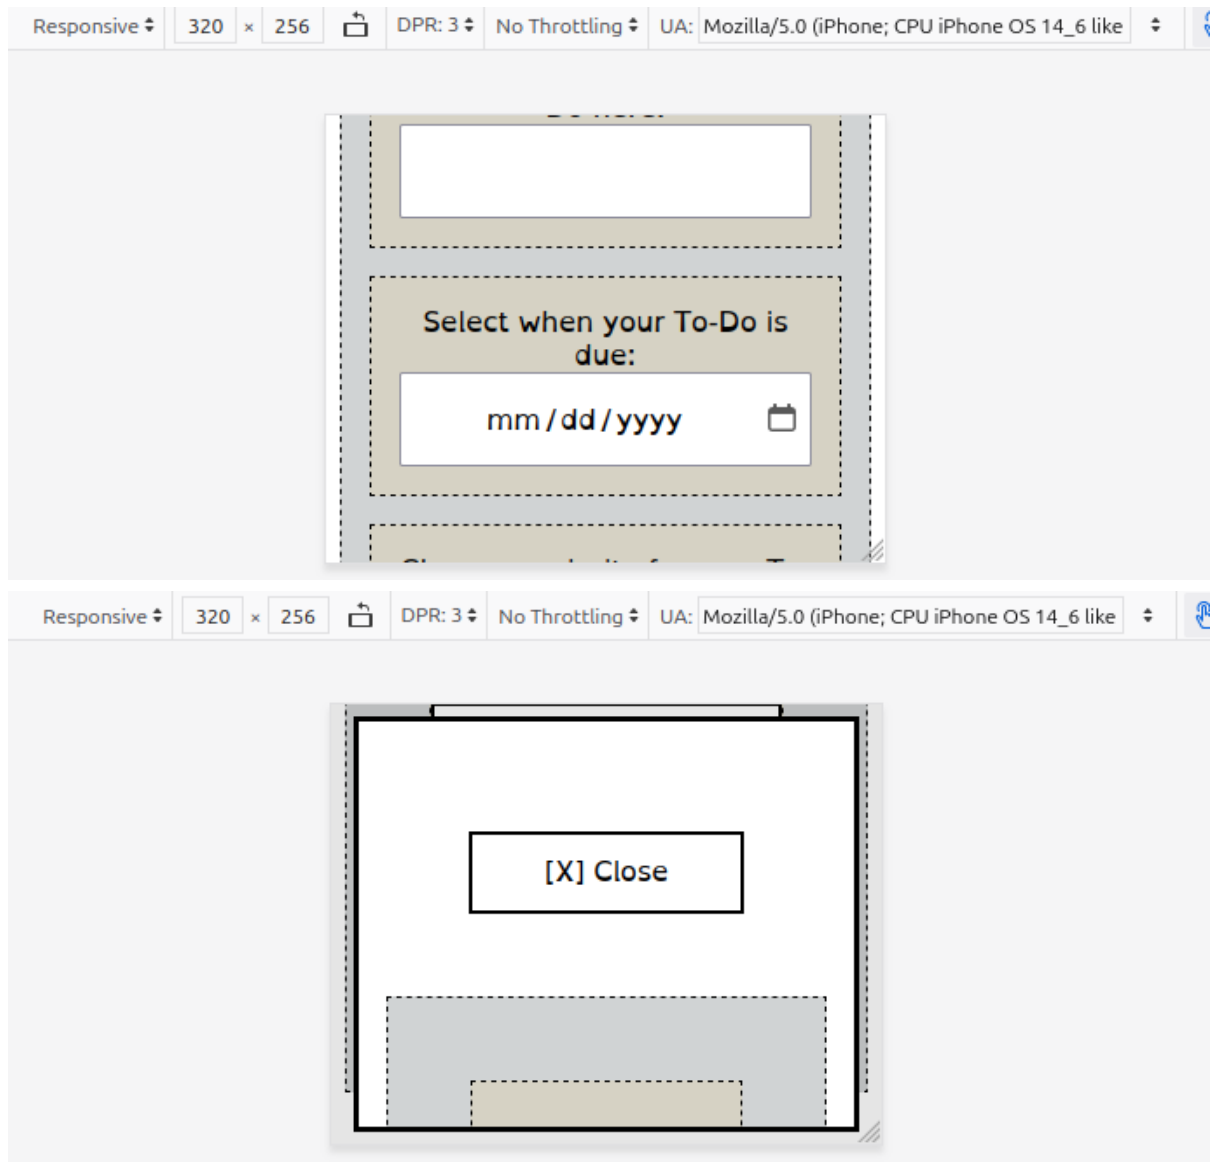 Responsive 320 × 256 DPR: 3 No Throttling UA: Mozilla/5.0 (iPhone; CPU iPhone OS 14_6 like
Select when your To-Do is
due:
mm/dd/yyyy
Responsive 320 × 256 DPR: 3 No Throttling UA: Mozilla/5.0 (iPhone; CPU iPhone OS 14_6 like
[X] Close